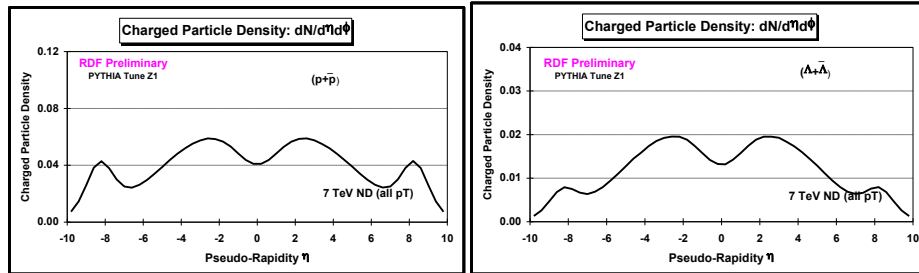 Charged Particle Density: dN/dηdφ
RDF Preliminary
PYTHIA Tune Z1
(p+p̅)
7 TeV ND (all pT)
Charged Particle Density
0.12
0.08
0.04
0.00
-10 -8 -6 -4 -2 0 2 4 6 8 10
Pseudo-Rapidity η
Charged Particle Density: dN/dηdφ
RDF Preliminary
PYTHIA Tune Z1
(Λ+Λ̅)
7 TeV ND (all pT)
Charged Particle Density
0.04
0.03
0.02
0.01
0.00
-10 -8 -6 -4 -2 0 2 4 6 8 10
Pseudo-Rapidity η